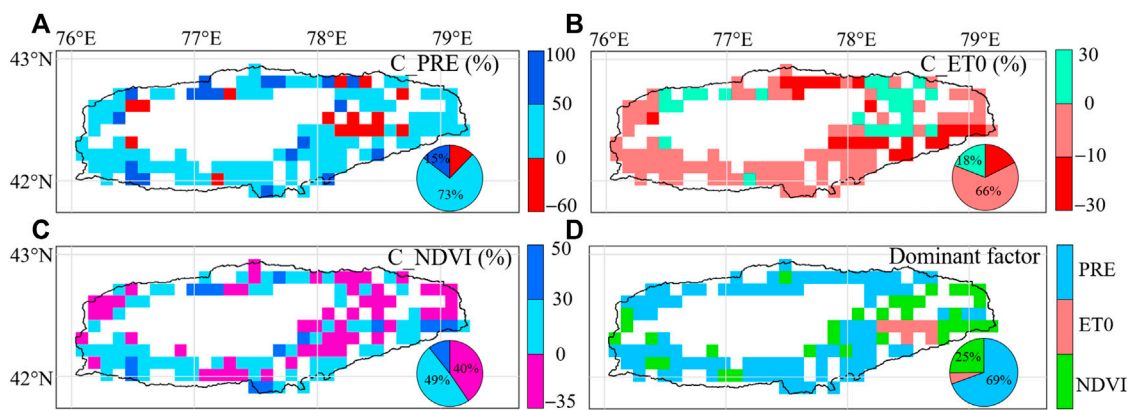 A
B
76°E 77°E 78°E 79°E
76°E 77°E 78°E 79°E
43°N
C_PRE (%)
100
50
0
−60
15%
73%
42°N
C_ET0 (%)
30
0
−10
−30
18%
66%
C
D
43°N
C_NDVI (%)
50
30
0
−35
49%
40%
42°N
Dominant factor
PRE
ET0
NDVI
25%
69%